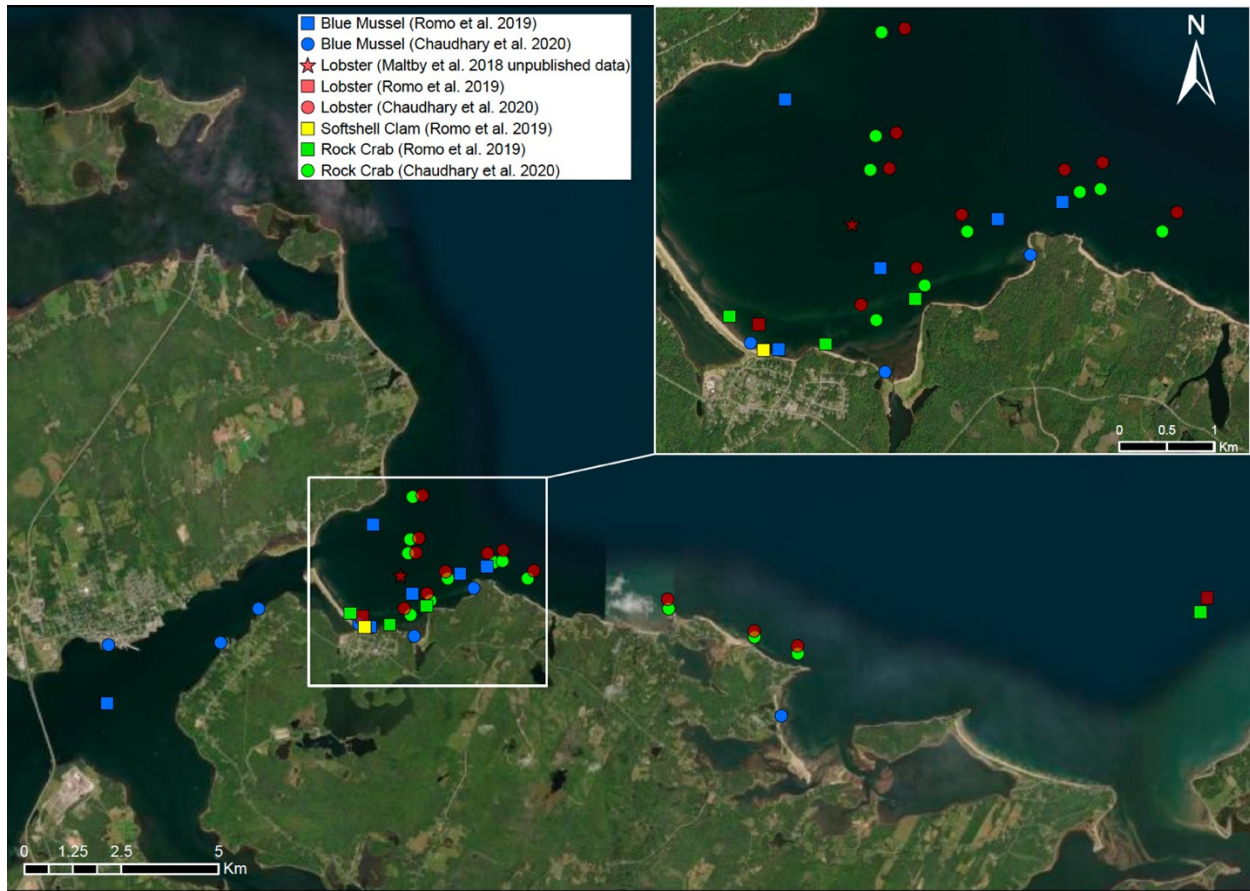 Blue Mussel (Romo et al. 2019)
Blue Mussel (Chaudhary et al. 2020)
Lobster (Maltby et al. 2018 unpublished data)
Lobster (Romo et al. 2019)
Lobster (Chaudhary et al. 2020)
Softshell Clam (Romo et al. 2019)
Rock Crab (Romo et al. 2019)
Rock Crab (Chaudhary et al. 2020)
N
0 0.5 1
Km
0 1.25 2.5 5
Km